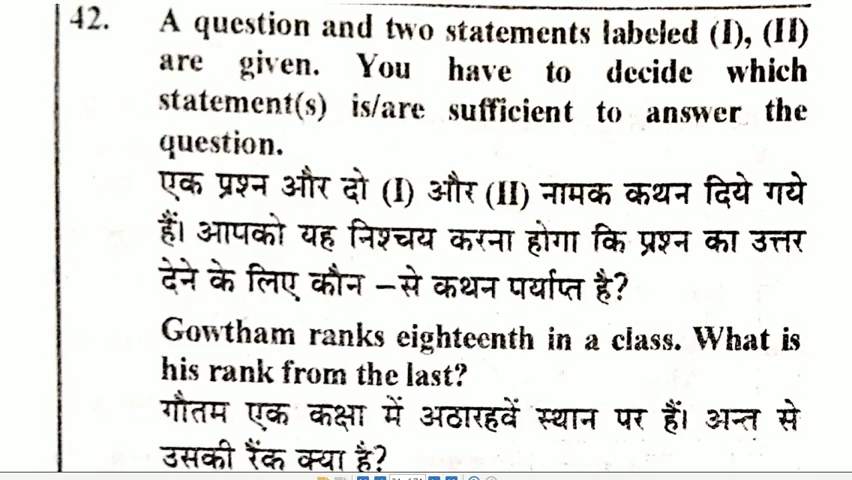 42. A question and two statements labeled (I), (II)
are given. You have to decide which
statement(s) is/are sufficient to answer the
question.
एक प्रश्न और दो (I) और (II) नामक कथन दिये गये
हैं। आपको यह निश्चय करना होगा कि प्रश्न का उत्तर
देने के लिए कौन –से कथन पर्याप्त है?
Gowtham ranks eighteenth in a class. What is
his rank from the last?
गौतम एक कक्षा में अठारहवें स्थान पर हैं। अन्त से
उसकी रैंक क्या है?